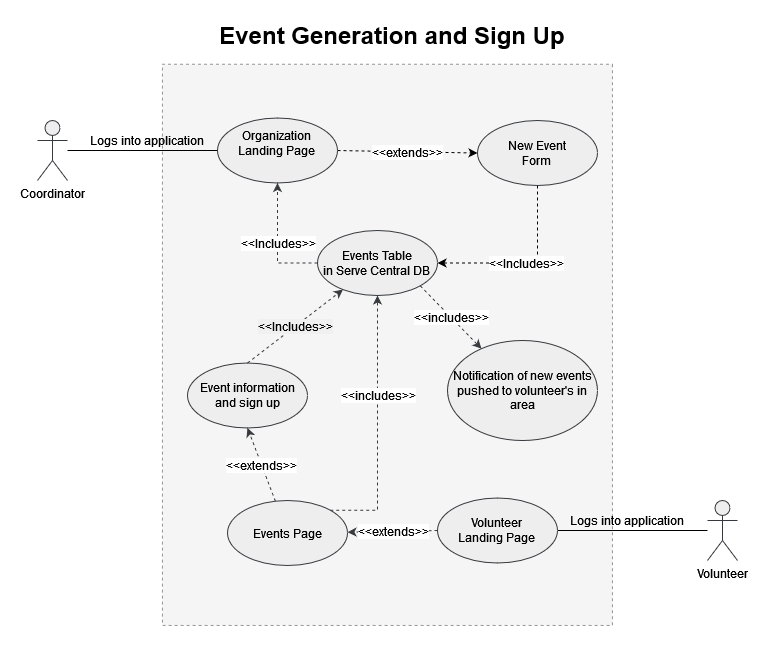 Event Generation and Sign Up
Logs into application
Coordinator
Organization
Landing Page
<<extends>>
New Event
Form
<<Includes>>
Events Table
in Serve Central DB
<<Includes>>
<<Includes>>
<<includes>>
Notification of new events
pushed to volunteer's in
area
Event information
and sign up
<<includes>>
<<extends>>
Events Page
<<extends>>
Volunteer
Landing Page
Logs into application
Volunteer